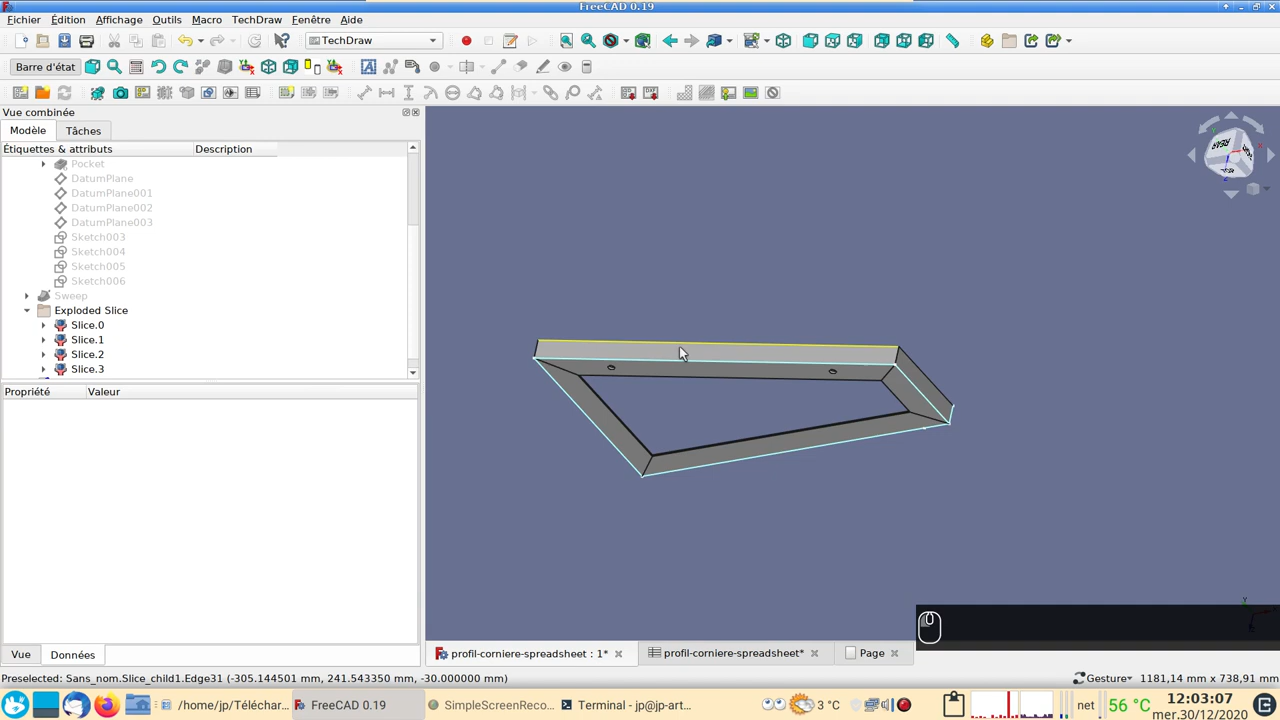 FreeCAD 0.19
Fichier Édition Affichage Outils Macro TechDraw Fenêtre Aide
TechDraw
Barre d'état
Vue combinée
Modèle Tâches
Étiquettes & attributs Description
Pocket
DatumPlane
DatumPlane001
DatumPlane002
DatumPlane003
Sketch003
Sketch004
Sketch005
Sketch006
Sweep
Exploded Slice
Slice.0
Slice.1
Slice.2
Slice.3
Propriété Valeur
REAR
Vue Données
profil-corniere-spreadsheet : 1* profil-corniere-spreadsheet* Page
Preselected: Sans_nom.Slice_child1.Edge31 (-305.144501 mm, 241.543350 mm, -30.000000 mm) Gesture 1181,14 mm x 738,91 mm
/home/jp/Téléchar... FreeCAD 0.19 SimpleScreenReco... Terminal - jp@jp-art... 3 °C net 56 °C 12:03:07
mer.30/12/2020